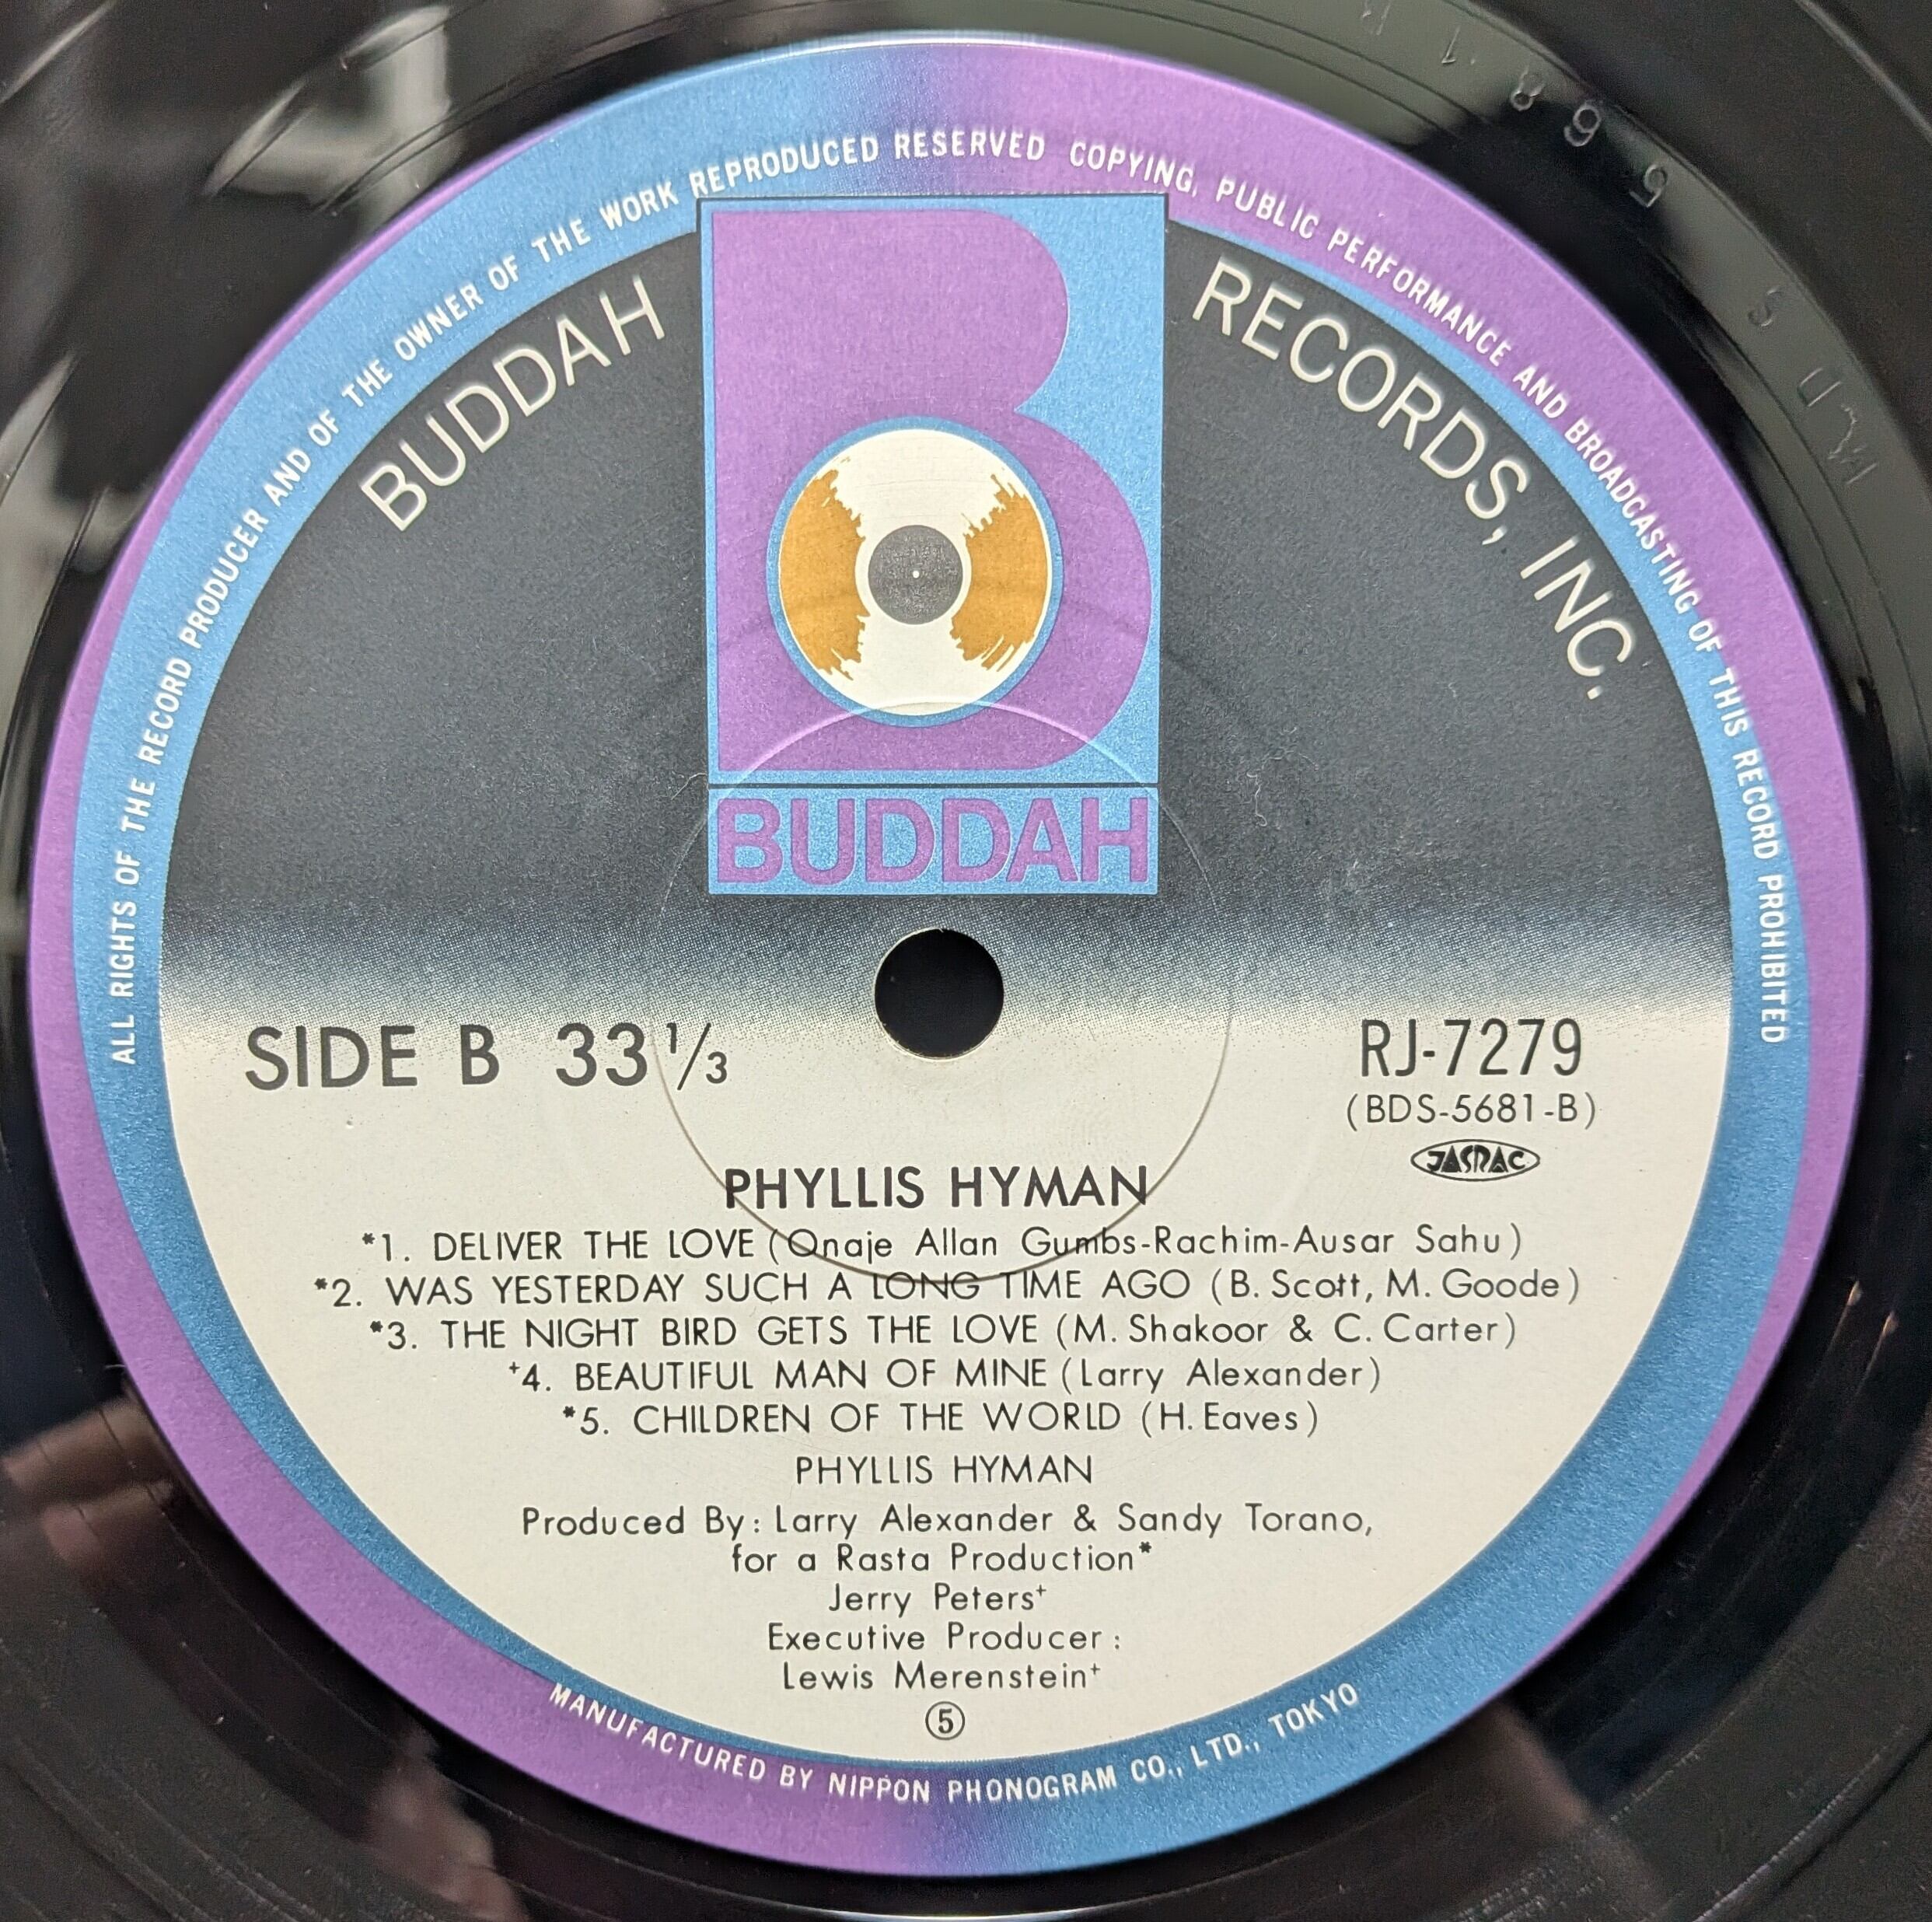 ALL RIGHTS OF THE RECORD PRODUCER AND OF THE OWNER OF THE WORK REPRODUCED RESERVED COPYING, PUBLIC PERFORMANCE AND BROADCASTING OF THIS RECORD PROHIBITED
BUDDAH RECORDS, INC.
B
BUDDAH
SIDE B 33 1/3
RJ-7279
(BDS-5681-B)
JASRAC
PHYLLIS HYMAN
*1. DELIVER THE LOVE (Onaje Allan Gumbs-Rachim-Ausar Sahu)
*2. WAS YESTERDAY SUCH A LONG TIME AGO (B. Scott, M. Goode)
*3. THE NIGHT BIRD GETS THE LOVE (M. Shakoor & C. Carter)
+4. BEAUTIFUL MAN OF MINE (Larry Alexander)
*5. CHILDREN OF THE WORLD (H. Eaves)
PHYLLIS HYMAN
Produced By: Larry Alexander & Sandy Torano,
for a Rasta Production*
Jerry Peters+
Executive Producer:
Lewis Merenstein+
⑤
MANUFACTURED BY NIPPON PHONOGRAM CO., LTD., TOKYO